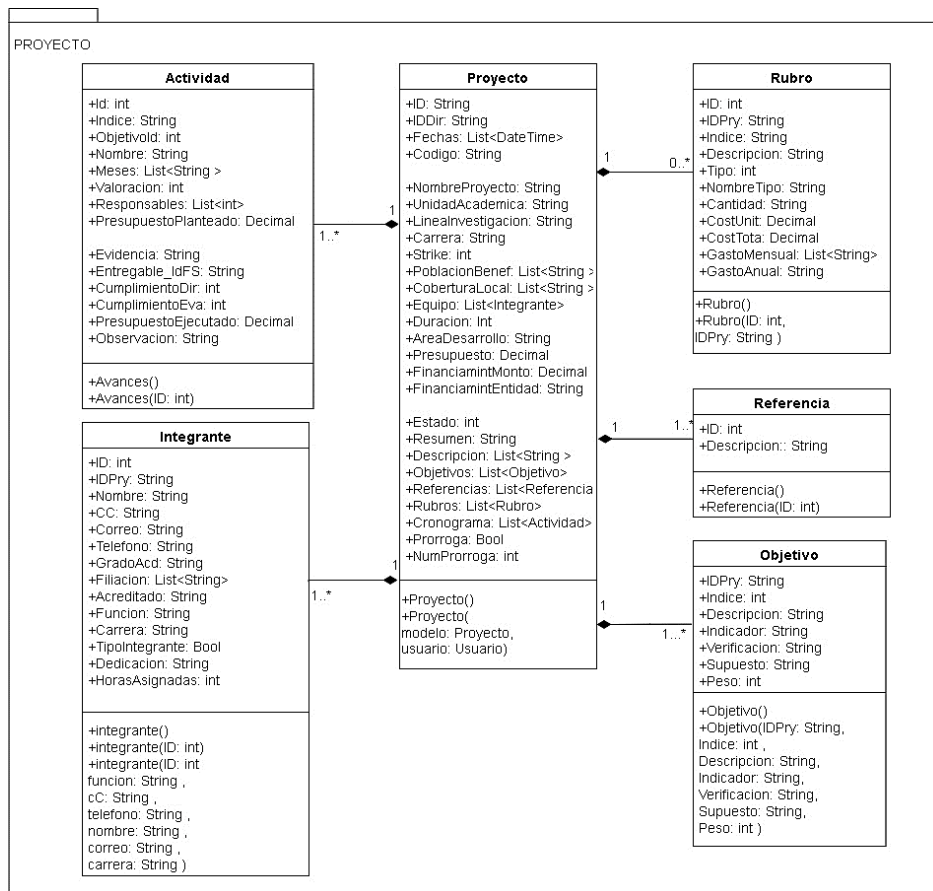 PROYECTO
Actividad
+Id: int
+Indice: String
+ObjetivoId: int
+Nombre: String
+Meses: List<String >
+Valoracion: int
+Responsables: List<int>
+PresupuestoPlanteado: Decimal
+Evidencia: String
+Entregable_IdFS: String
+CumplimientoDir: int
+CumplimientoEva: int
+PresupuestoEjecutado: Decimal
+Observacion: String
+Avances()
+Avances(ID: int)
1
1..*
Integrante
+ID: int
+IDPry: String
+Nombre: String
+CC: String
+Correo: String
+Telefono: String
+GradoAcd: String
+Filiacion: List<String>
+Acreditado: String
+Funcion: String
+Carrera: String
+TipoIntegrante: Bool
+Dedicacion: String
+HorasAsignadas: int
+integrante()
+integrante(ID: int)
+integrante(ID: int
funcion: String ,
cC: String ,
telefono: String ,
nombre: String ,
correo: String ,
carrera: String )
1
1..*
Proyecto
+ID: String
+IDDir: String
+Fechas: List<DateTime>
+Codigo: String
+NombreProyecto: String
+UnidadAcademica: String
+LineaInvestigacion: String
+Carrera: String
+Strike: int
+PoblacionBenef: List<String >
+CoberturaLocal: List<String >
+Equipo: List<Integrante>
+Duracion: Int
+AreaDesarrollo: String
+Presupuesto: Decimal
+FinanciamintMonto: Decimal
+FinanciamintEntidad: String
+Estado: int
+Resumen: String
+Descripcion: List<String >
+Objetivos: List<Objetivo>
+Referencias: List<Referencia
+Rubros: List<Rubro>
+Cronograma: List<Actividad>
+Prorroga: Bool
+NumProrroga: int
+Proyecto()
+Proyecto(
modelo: Proyecto,
usuario: Usuario)
1
0..*
Rubro
+ID: int
+IDPry: String
+Indice: String
+Descripcion: String
+Tipo: int
+NombreTipo: String
+Cantidad: String
+CostUnit: Decimal
+CostTota: Decimal
+GastoMensual: List<String>
+GastoAnual: String
+Rubro()
+Rubro(ID: int,
IDPry: String )
1
1..*
Referencia
+ID: int
+Descripcion:: String
+Referencia()
+Referencia(ID: int)
1
1...*
Objetivo
+IDPry: String
+Indice: int
+Descripcion: String
+Indicador: String
+Verificacion: String
+Supuesto: String
+Peso: int
+Objetivo()
+Objetivo(IDPry: String,
Indice: int ,
Descripcion: String,
Indicador: String,
Verificacion: String,
Supuesto: String,
Peso: int )